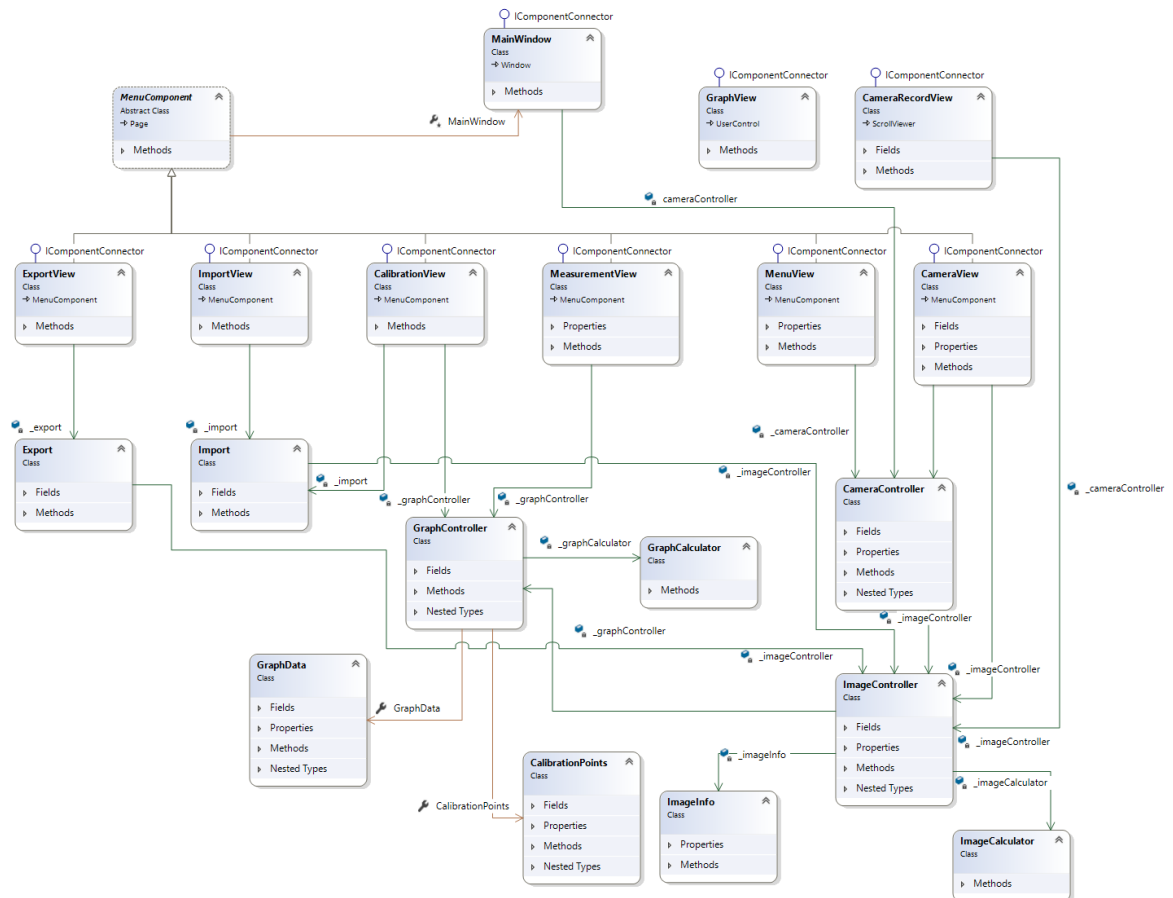 IComponentConnector
MainWindow
Class
Window
Methods
MenuComponent
Abstract Class
Page
Methods
MainWindow
IComponentConnector
GraphView
Class
UserControl
Methods
IComponentConnector
CameraRecordView
Class
ScrollViewer
Fields
Methods
cameraController
IComponentConnector
ExportView
Class
MenuComponent
Methods
IComponentConnector
ImportView
Class
MenuComponent
Methods
IComponentConnector
CalibrationView
Class
MenuComponent
Methods
IComponentConnector
MeasurementView
Class
MenuComponent
Properties
Methods
IComponentConnector
MenuView
Class
MenuComponent
Properties
Methods
IComponentConnector
CameraView
Class
MenuComponent
Fields
Properties
Methods
_export
_import
_cameraController
Export
Class
Fields
Methods
Import
Class
Fields
Methods
_import
_graphController
_graphController
_imageController
_cameraController
CameraController
Class
Fields
Properties
Methods
Nested Types
GraphController
Class
Fields
Methods
Nested Types
_graphCalculator
GraphCalculator
Class
Methods
_graphController
_imageController
_imageController
_imageController
GraphData
Class
Fields
Properties
Methods
Nested Types
GraphData
ImageController
Class
Fields
Properties
Methods
Nested Types
_imageController
_imageInfo
_imageCalculator
CalibrationPoints
CalibrationPoints
Class
Fields
Properties
Methods
Nested Types
ImageInfo
Class
Properties
Methods
ImageCalculator
Class
Methods